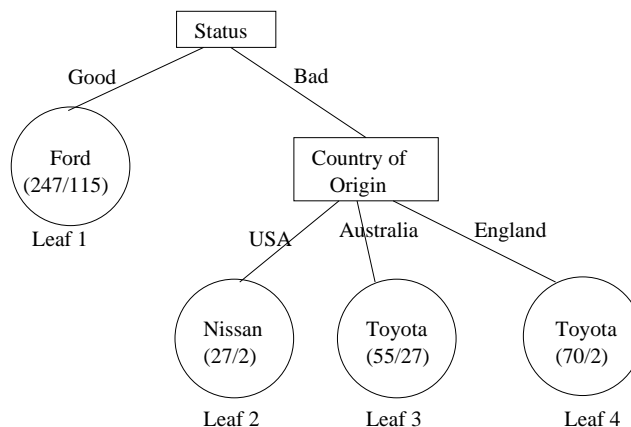 Status
Good
Bad
Ford
(247/115)
Leaf 1
Country of
Origin
USA
Australia
England
Nissan
(27/2)
Leaf 2
Toyota
(55/27)
Leaf 3
Toyota
(70/2)
Leaf 4